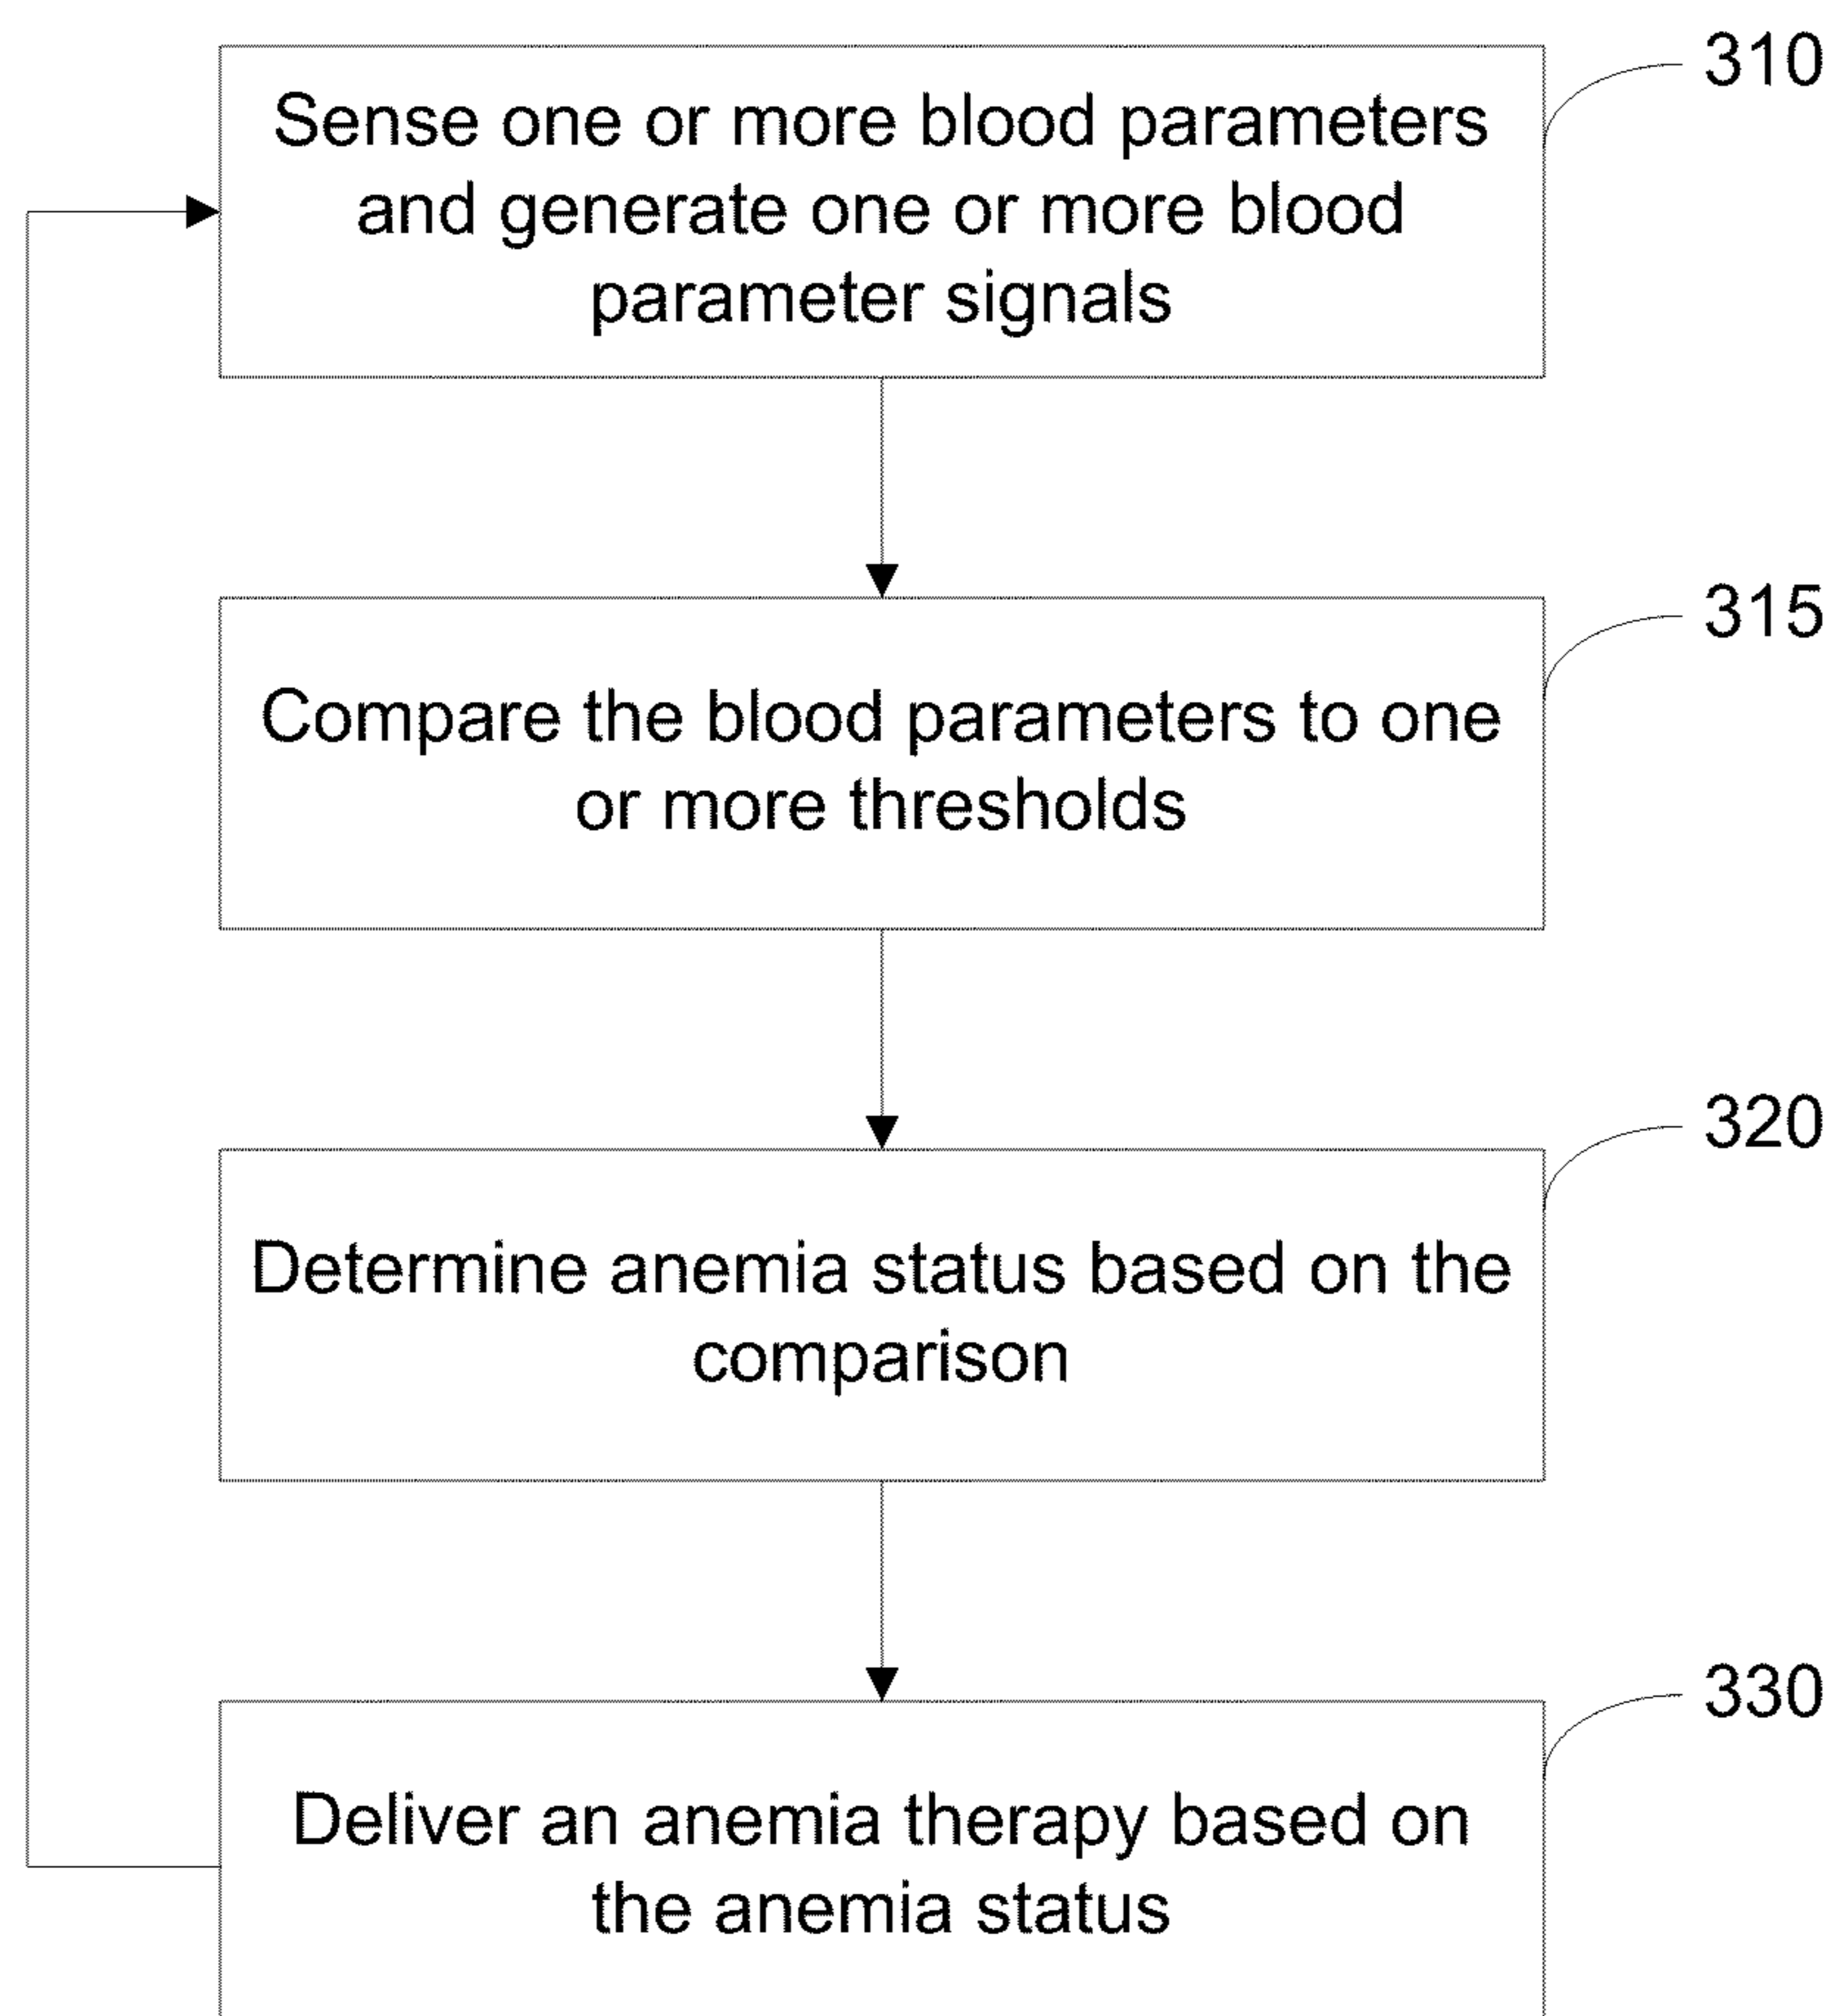 310
Sense one or more blood parameters
and generate one or more blood
parameter signals
315
Compare the blood parameters to one
or more thresholds
320
Determine anemia status based on the
comparison
330
Deliver an anemia therapy based on
the anemia status